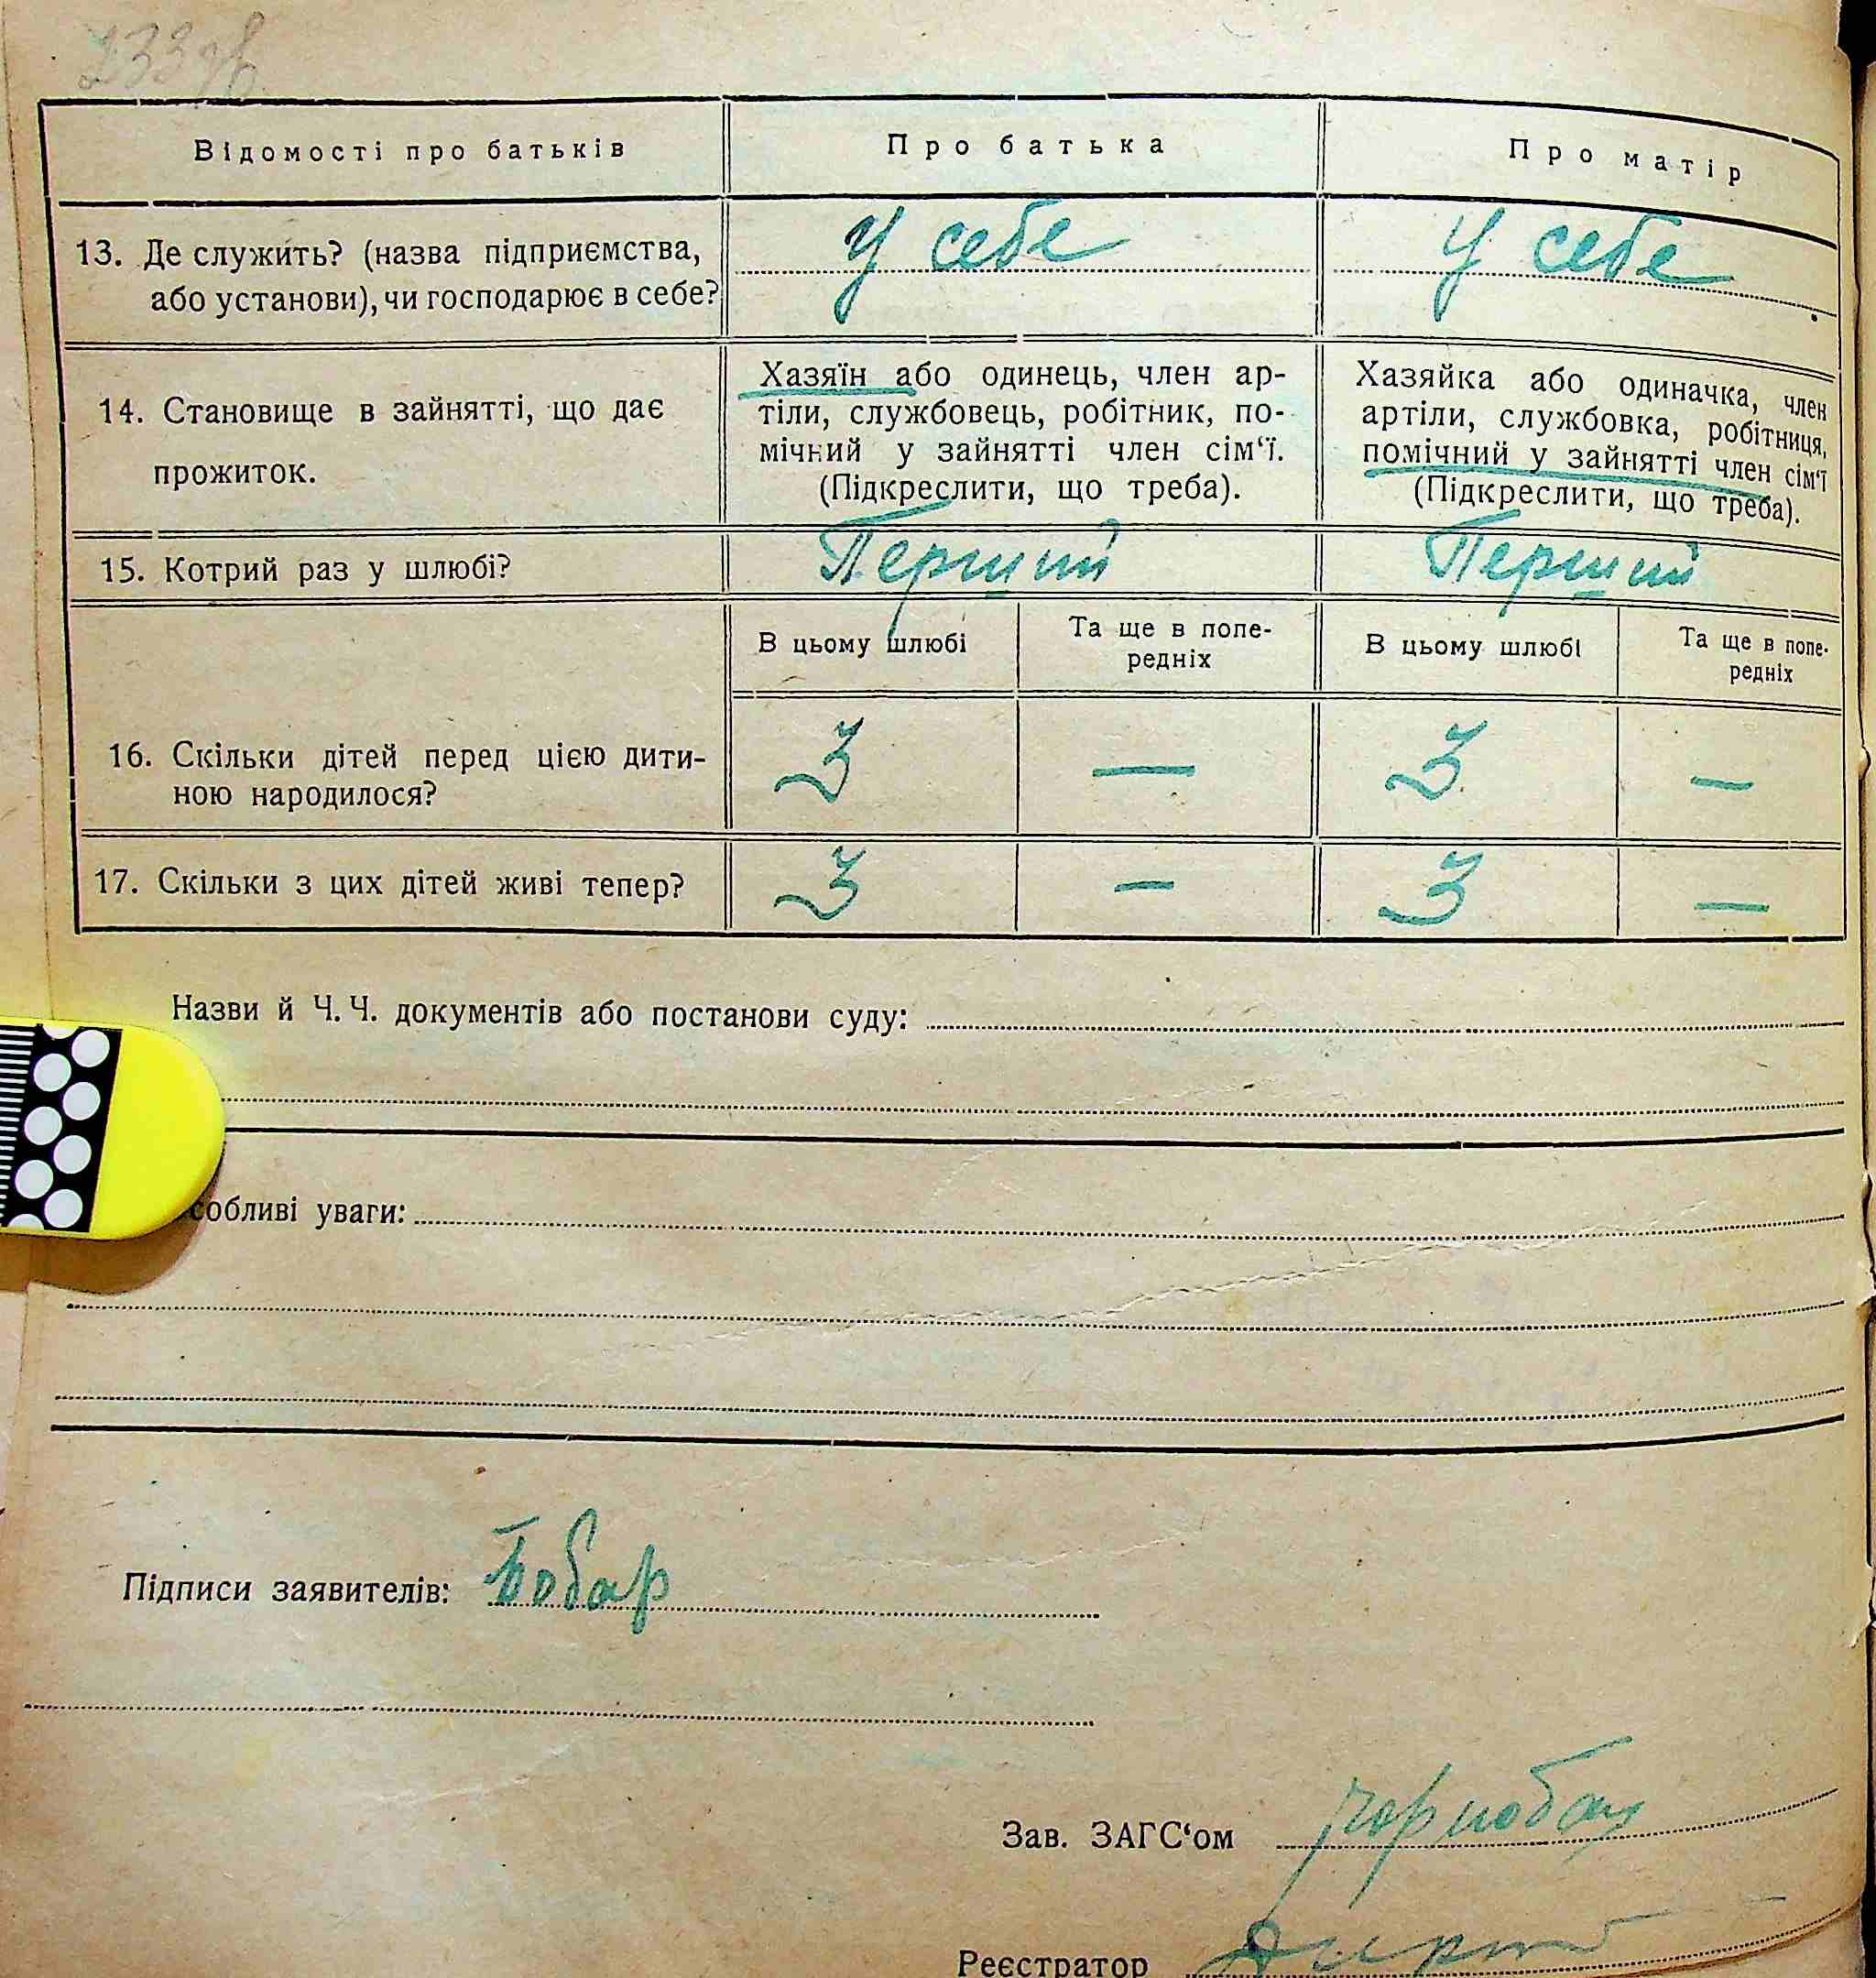 233зв
Відомості про батьків
Про батька
Про матір
13. Де служить? (назва підприємства,
або установи), чи господарює в себе?
У себе
У себе
14. Становище в зайнятті, що дає
прожиток.
Хазяїн або одинець, член ар-
тіли, службовець, робітник, по-
мічний у зайнятті член сім‘ї.
(Підкреслити, що треба).
Хазяйка або одиначка, член
артіли, службовка, робітниця,
помічний у зайнятті член сім‘ї
(Підкреслити, що треба).
15. Котрий раз у шлюбі?
Перший
Перший
В цьому шлюбі
Та ще в попе-
редніх
В цьому шлюбі
Та ще в попе-
редніх
16. Скільки дітей перед цією дити-
ною народилося?
3
—
3
—
17. Скільки з цих дітей живі тепер?
3
—
3
—
Назви й Ч. Ч. документів або постанови суду:
собливі уваги:
Підписи заявителів: Бобар
Зав. ЗАГС‘ом
Реєстратор